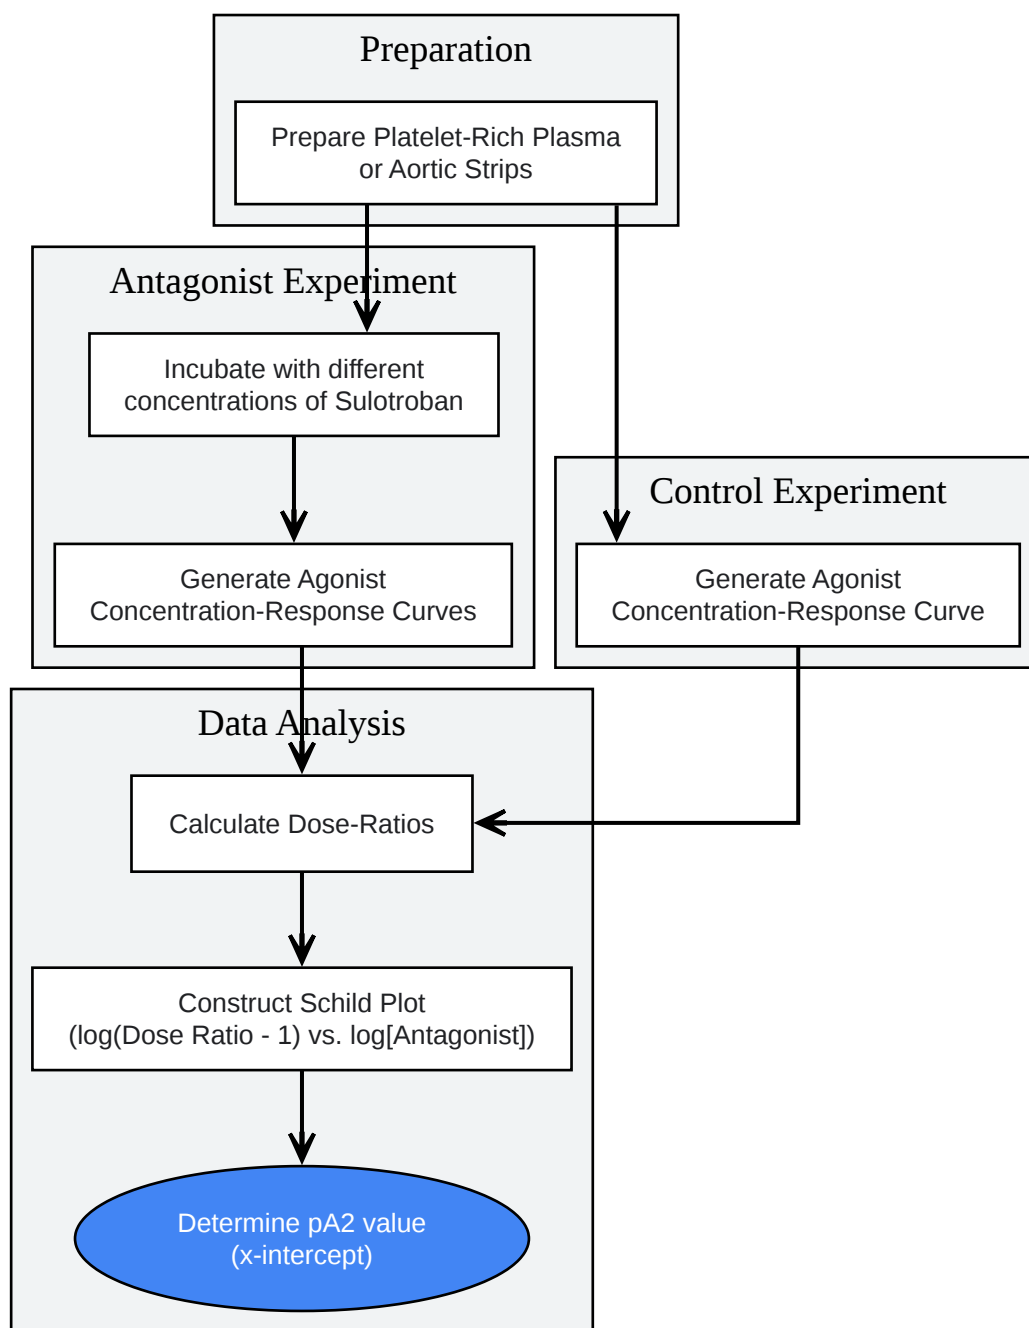 Preparation
Prepare Platelet-Rich Plasma
or Aortic Strips
Antagonist Experiment
Incubate with different
concentrations of Sulotroban
Generate Agonist
Concentration-Response Curves
Control Experiment
Generate Agonist
Concentration-Response Curve
Data Analysis
Calculate Dose-Ratios
Construct Schild Plot
(log(Dose Ratio - 1) vs. log[Antagonist])
Determine pA2 value
(x-intercept)